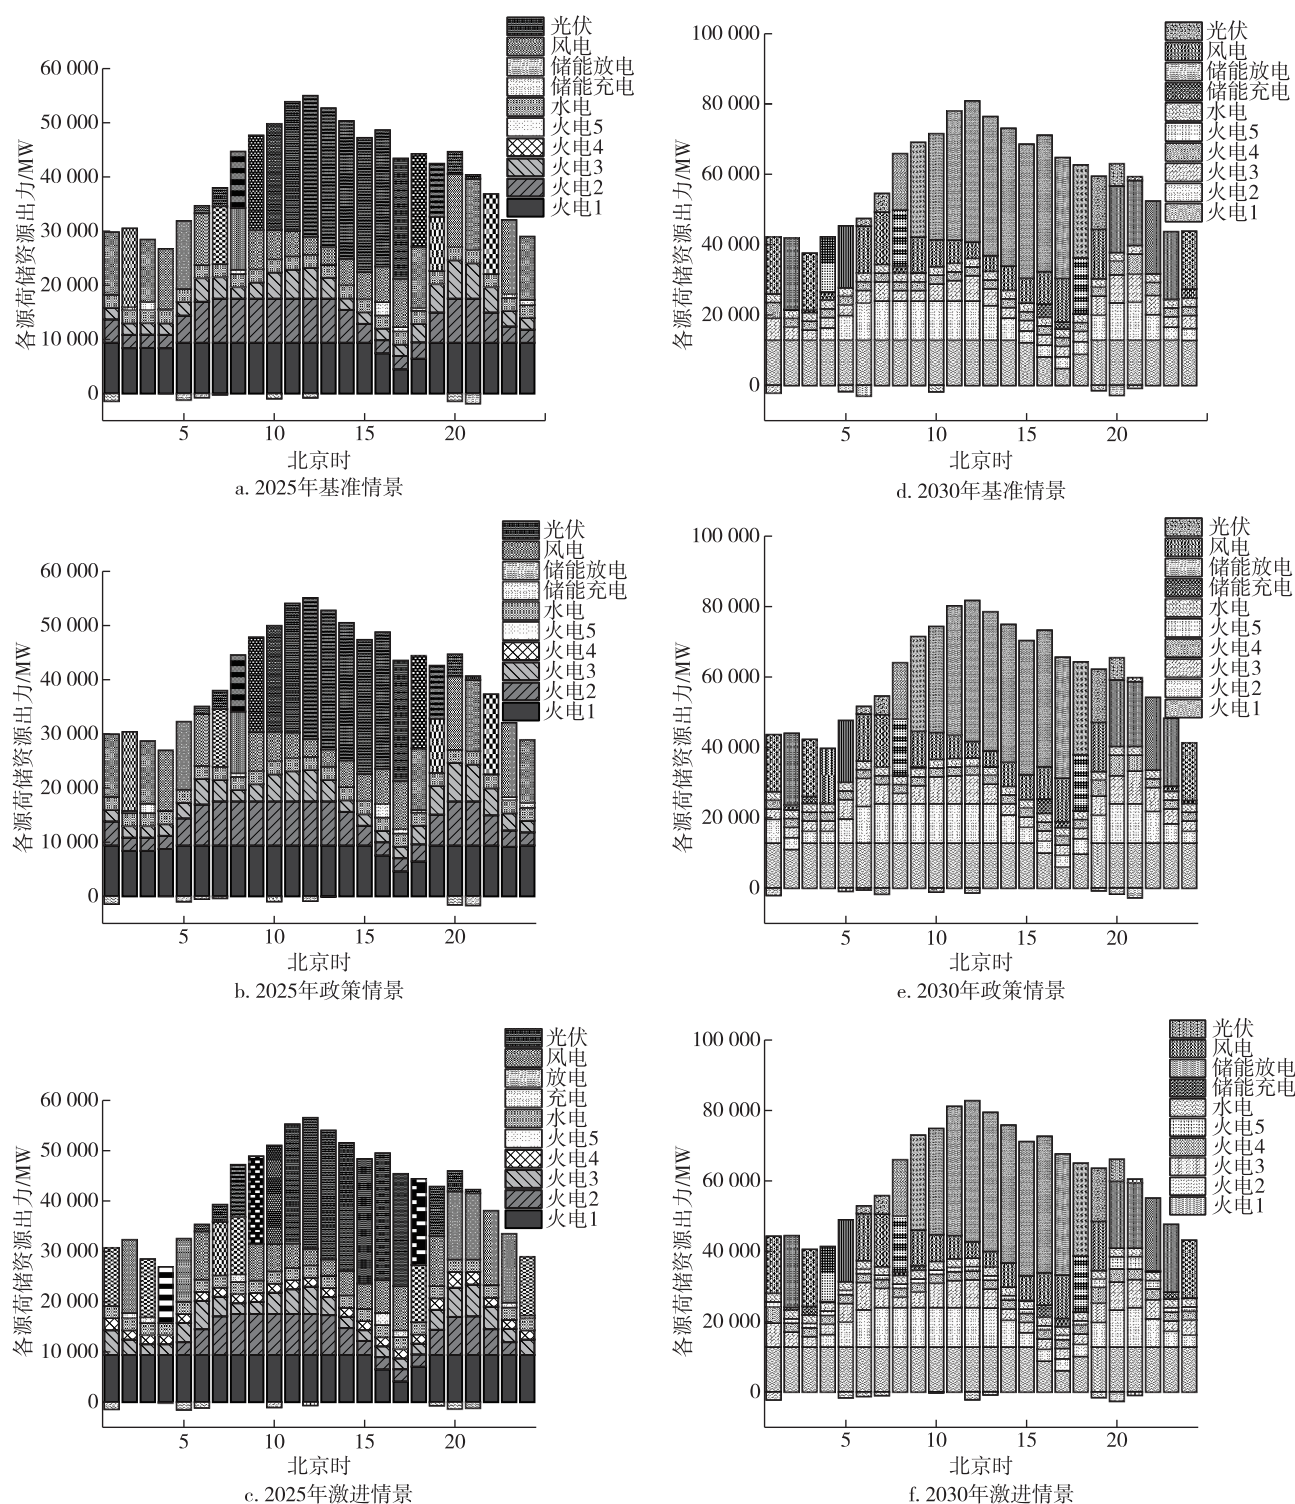 各源荷储资源出力/MW
60 000
50 000
40 000
30 000
20 000
10 000
0
5
10
15
20
北京时
光伏
风电
储能放电
储能充电
水电
火电5
火电4
火电3
火电2
火电1
a. 2025年基准情景
各源荷储资源出力/MW
100 000
80 000
60 000
40 000
20 000
0
5
10
15
20
北京时
光伏
风电
储能放电
储能充电
水电
火电5
火电4
火电3
火电2
火电1
d. 2030年基准情景
各源荷储资源出力/MW
60 000
50 000
40 000
30 000
20 000
10 000
0
5
10
15
20
北京时
光伏
风电
储能放电
储能充电
水电
火电5
火电4
火电3
火电2
火电1
b. 2025年政策情景
各源荷储资源出力/MW
100 000
80 000
60 000
40 000
20 000
0
5
10
15
20
北京时
光伏
风电
储能放电
储能充电
水电
火电5
火电4
火电3
火电2
火电1
e. 2030年政策情景
各源荷储资源出力/MW
60 000
50 000
40 000
30 000
20 000
10 000
0
5
10
15
20
北京时
光伏
风电
放电
充电
水电
火电5
火电4
火电3
火电2
火电1
c. 2025年激进情景
各源荷储资源出力/MW
100 000
80 000
60 000
40 000
20 000
0
5
10
15
20
北京时
光伏
风电
储能放电
储能充电
水电
火电5
火电4
火电3
火电2
火电1
f. 2030年激进情景